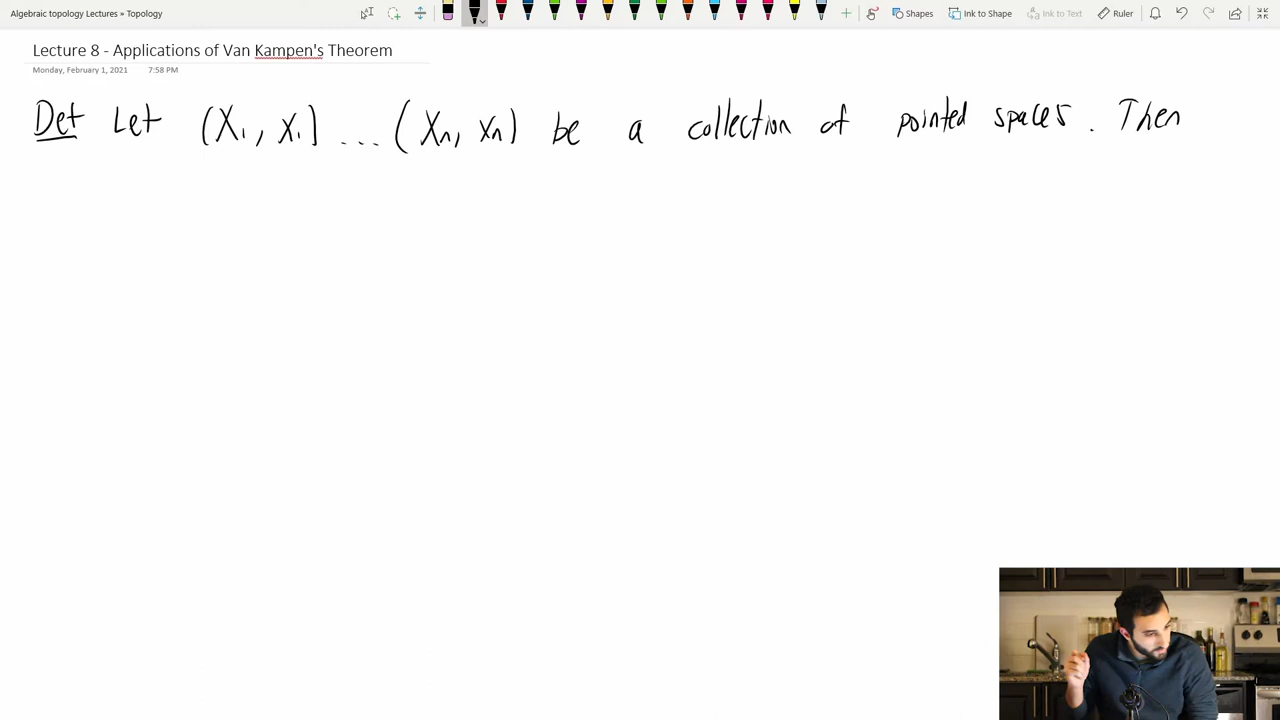 Algebraic topology Lectures – Topology
Shapes Ink to Shape Ink to Text Ruler
Lecture 8 - Applications of Van Kampen's Theorem
Monday, February 1, 2021 7:58 PM
Def Let (X₁, x₁) ... (Xₙ, xₙ) be a collection of pointed spaces. Then